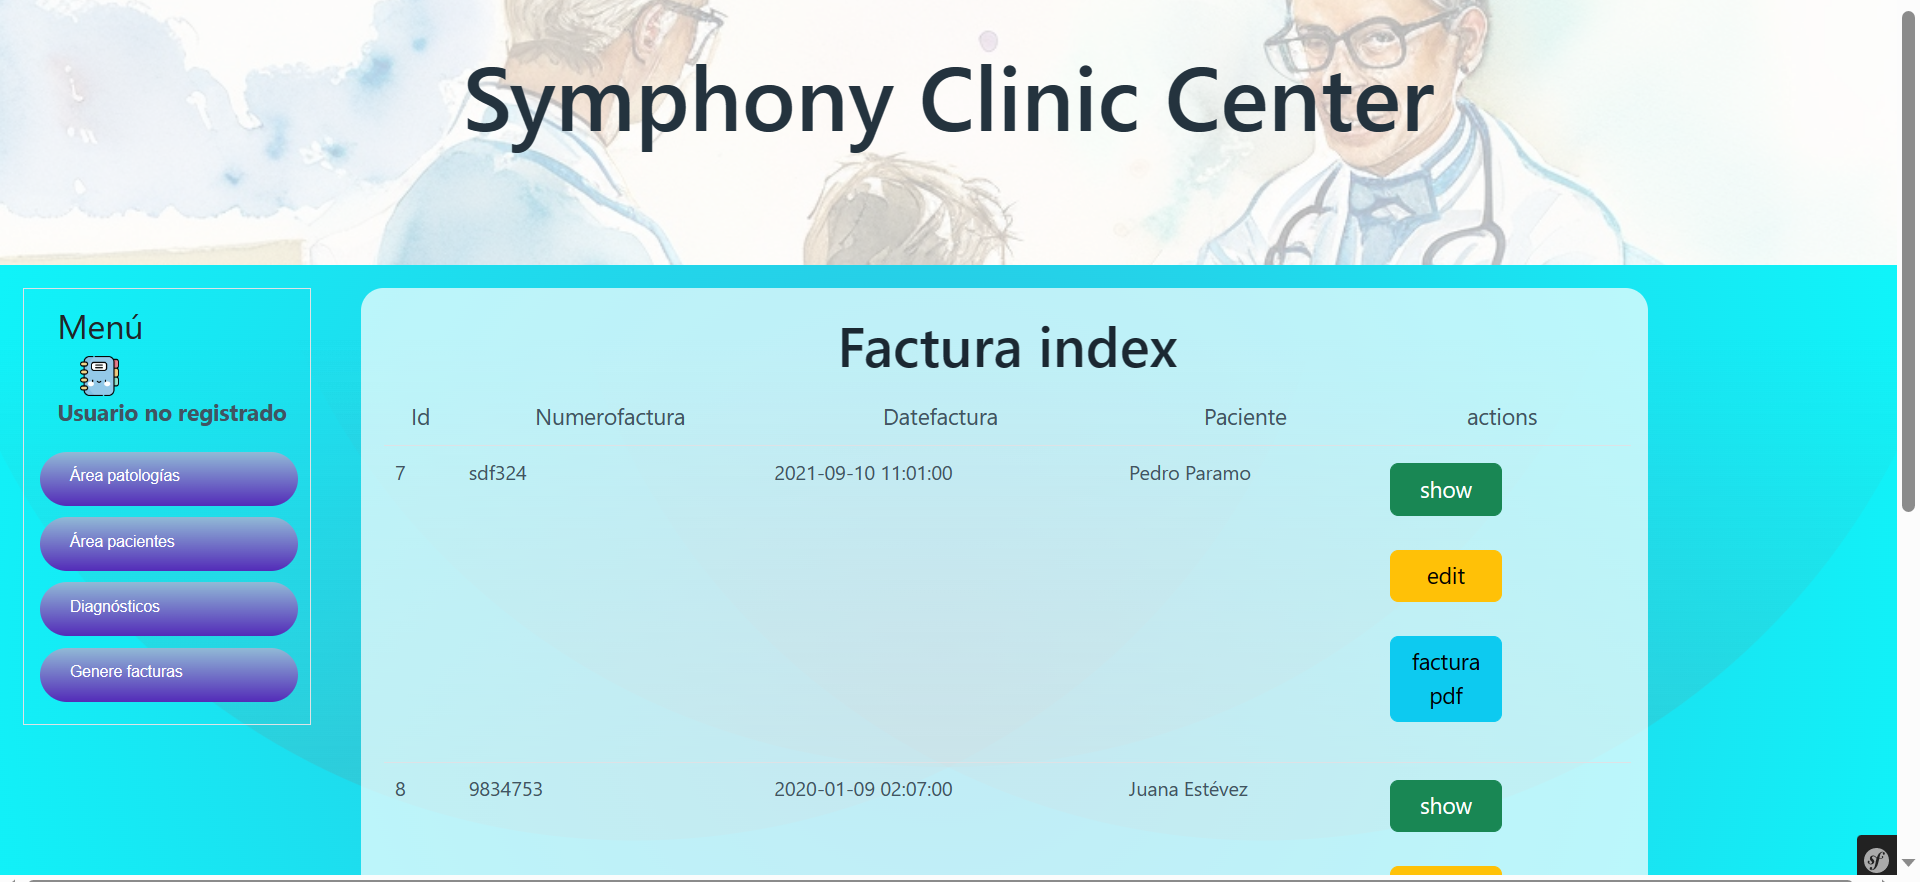 Symphony Clinic Center
Menú
Usuario no registrado
Área patologías
Área pacientes
Diagnósticos
Genere facturas
Factura index
Id Numerofactura Datefactura Paciente actions
7 sdf324 2021-09-10 11:01:00 Pedro Paramo show
edit
factura
pdf
8 9834753 2020-01-09 02:07:00 Juana Estévez show
sf